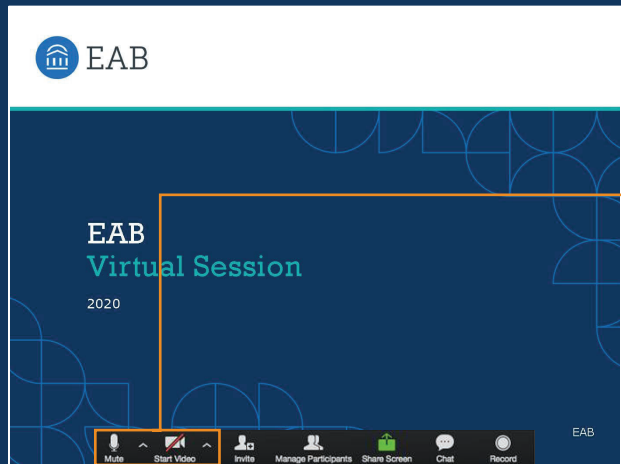 EAB
EAB
Virtual Session
2020
EAB
Mute
Start Video
Invite
Manage Participants
Share Screen
Chat
Record